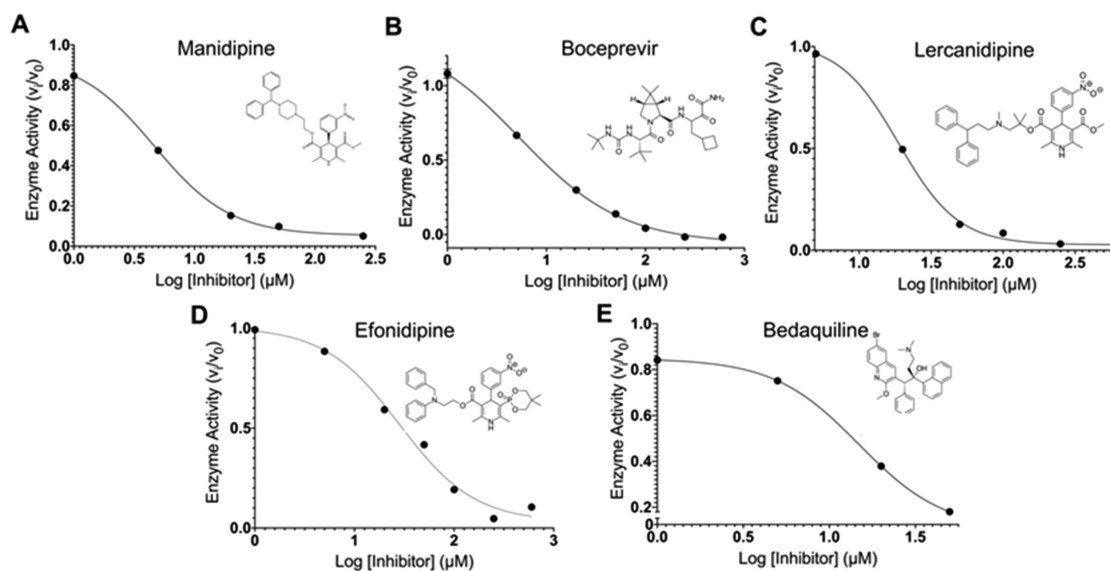 A
Manidipine
Enzyme Activity (vi/v0)
1.0
0.8
0.6
0.4
0.2
0.0
0.0 0.5 1.0 1.5 2.0 2.5
Log [Inhibitor] (µM)
B
Boceprevir
Enzyme Activity (vi/v0)
1.0
0.5
0.0
0 1 2 3
Log [Inhibitor] (µM)
C
Lercanidipine
Enzyme Activity (vi/v0)
1.0
0.5
0.0
1.0 1.5 2.0 2.5
Log [Inhibitor] (µM)
D
Efonidipine
Enzyme Activity (vi/v0)
1.0
0.5
0.0
0 1 2 3
Log [Inhibitor] (µM)
E
Bedaquiline
Enzyme Activity (vi/v0)
1.0
0.8
0.6
0.4
0.2
0
0.0 0.5 1.0 1.5
Log [Inhibitor] (µM)